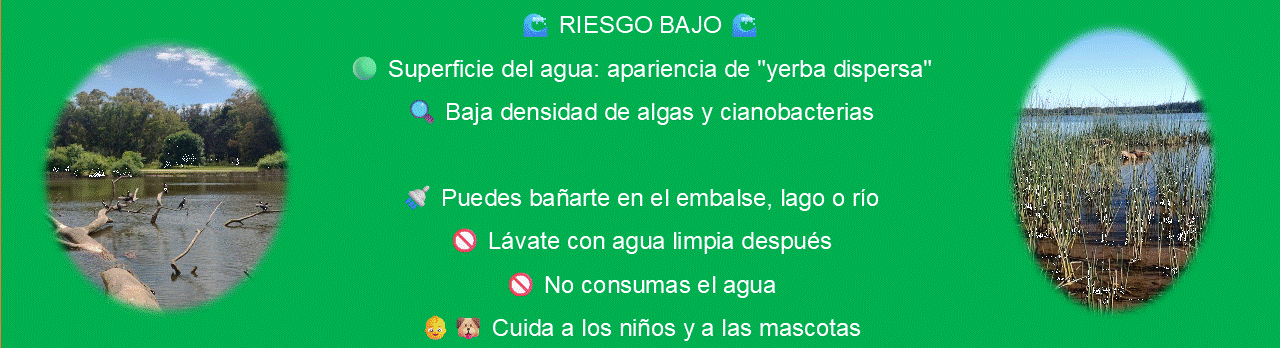 🌊 RIESGO BAJO 🌊
🟢 Superficie del agua: apariencia de "yerba dispersa"
🔍 Baja densidad de algas y cianobacterias
🚿 Puedes bañarte en el embalse, lago o río
🚫 Lávate con agua limpia después
🚫 No consumas el agua
👶 🐶 Cuida a los niños y a las mascotas